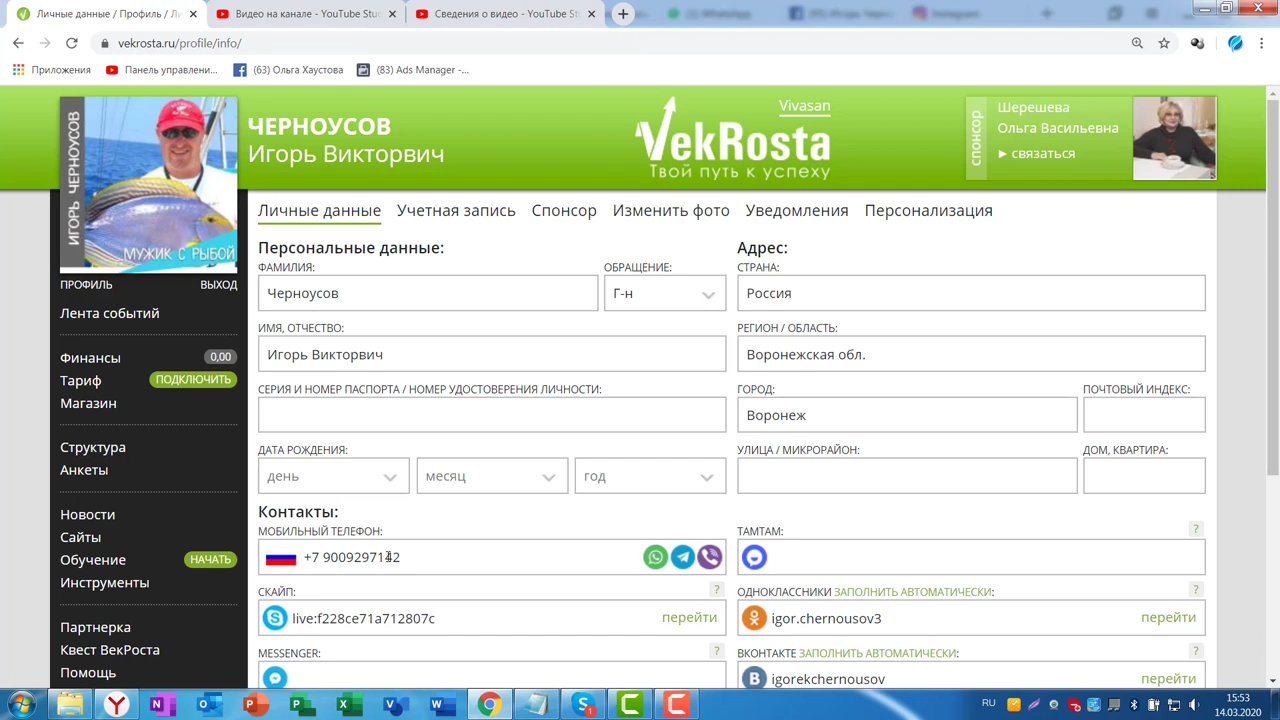 Личные данные / Профиль / Ли
Видео на канале - YouTube Stu
Сведения о видео - YouTube Stud
WhatsApp
Instagram
vekrosta.ru/profile/info/
Приложения
Панель управлени...
(63) Ольга Хаустова
(83) Ads Manager -...
ИГОРЬ ЧЕРНОУСОВ
МУЖИК С РЫБОЙ
ЧЕРНОУСОВ
Игорь Викторвич
Vivasan
VekRosta
Твой путь к успеху
спонсор
Шерешева
Ольга Васильевна
► связаться
ПРОФИЛЬ
ВЫХОД
Лента событий
Финансы
0,00
Тариф
ПОДКЛЮЧИТЬ
Магазин
Структура
Анкеты
Новости
Сайты
Обучение
НАЧАТЬ
Инструменты
Партнерка
Квест ВекРоста
Помощь
Личные данные
Учетная запись
Спонсор
Изменить фото
Уведомления
Персонализация
Персональные данные:
ФАМИЛИЯ:
ОБРАЩЕНИЕ:
Черноусов
Г-н
ИМЯ, ОТЧЕСТВО:
Игорь Викторвич
СЕРИЯ И НОМЕР ПАСПОРТА / НОМЕР УДОСТОВЕРЕНИЯ ЛИЧНОСТИ:
ДАТА РОЖДЕНИЯ:
день
месяц
год
Контакты:
МОБИЛЬНЫЙ ТЕЛЕФОН:
СКАЙП:
?
live:f228ce71a712807c
перейти
MESSENGER:
?
Адрес:
СТРАНА:
Россия
РЕГИОН / ОБЛАСТЬ:
Воронежская обл.
ГОРОД:
ПОЧТОВЫЙ ИНДЕКС:
Воронеж
УЛИЦА / МИКРОРАЙОН:
ДОМ, КВАРТИРА:
ТАМТАМ:
?
ОДНОКЛАССНИКИ ЗАПОЛНИТЬ АВТОМАТИЧЕСКИ:
?
igor.chernousov3
перейти
ВКОНТАКТЕ ЗАПОЛНИТЬ АВТОМАТИЧЕСКИ:
?
igorekchernousov
перейти
RU
15:53
14.03.2020